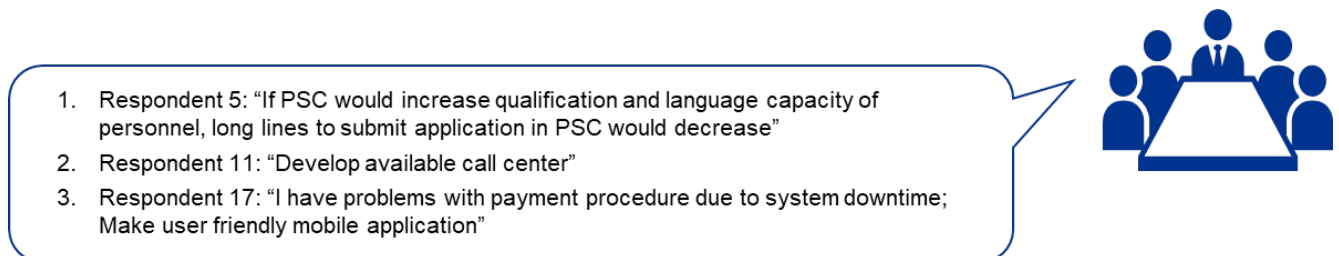 1. Respondent 5: “If PSC would increase qualification and language capacity of
personnel, long lines to submit application in PSC would decrease”
2. Respondent 11: “Develop available call center”
3. Respondent 17: “I have problems with payment procedure due to system downtime;
Make user friendly mobile application”